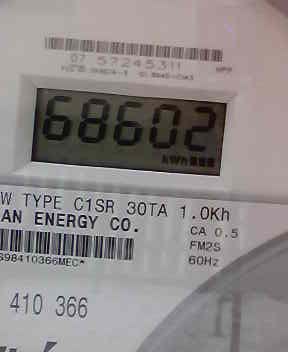 07 57245311
68602
kWh
W TYPE C1SR 30TA 1.0Kh
AN ENERGY CO.
CA 0.5
FM2S
S98410366MEC*
60Hz
410 366